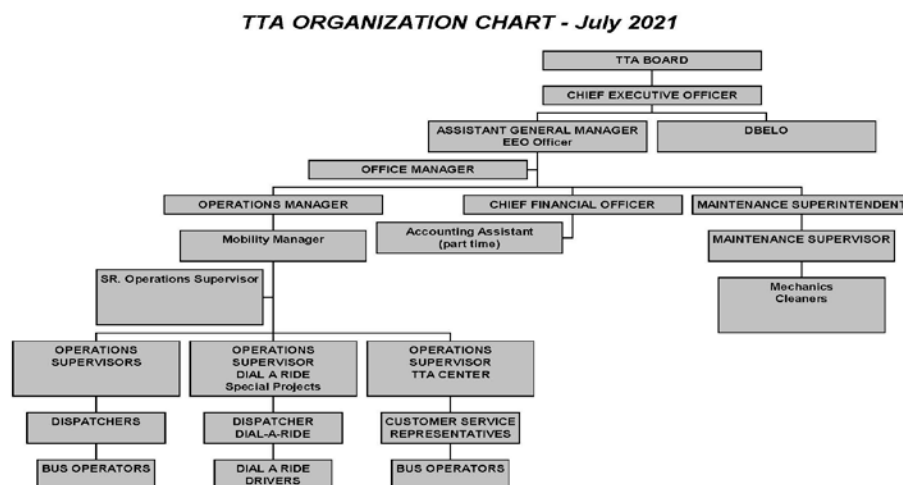 TTA ORGANIZATION CHART - July 2021
TTA BOARD
CHIEF EXECUTIVE OFFICER
ASSISTANT GENERAL MANAGER
EEO Officer
DBELO
OFFICE MANAGER
OPERATIONS MANAGER
CHIEF FINANCIAL OFFICER
MAINTENANCE SUPERINTENDENT
Mobility Manager
Accounting Assistant
(part time)
MAINTENANCE SUPERVISOR
SR. Operations Supervisor
Mechanics
Cleaners
OPERATIONS
SUPERVISORS
OPERATIONS
SUPERVISOR
DIAL A RIDE
Special Projects
OPERATIONS
SUPERVISOR
TTA CENTER
DISPATCHERS
DISPATCHER
DIAL-A-RIDE
CUSTOMER SERVICE
REPRESENTATIVES
BUS OPERATORS
DIAL A RIDE
DRIVERS
BUS OPERATORS